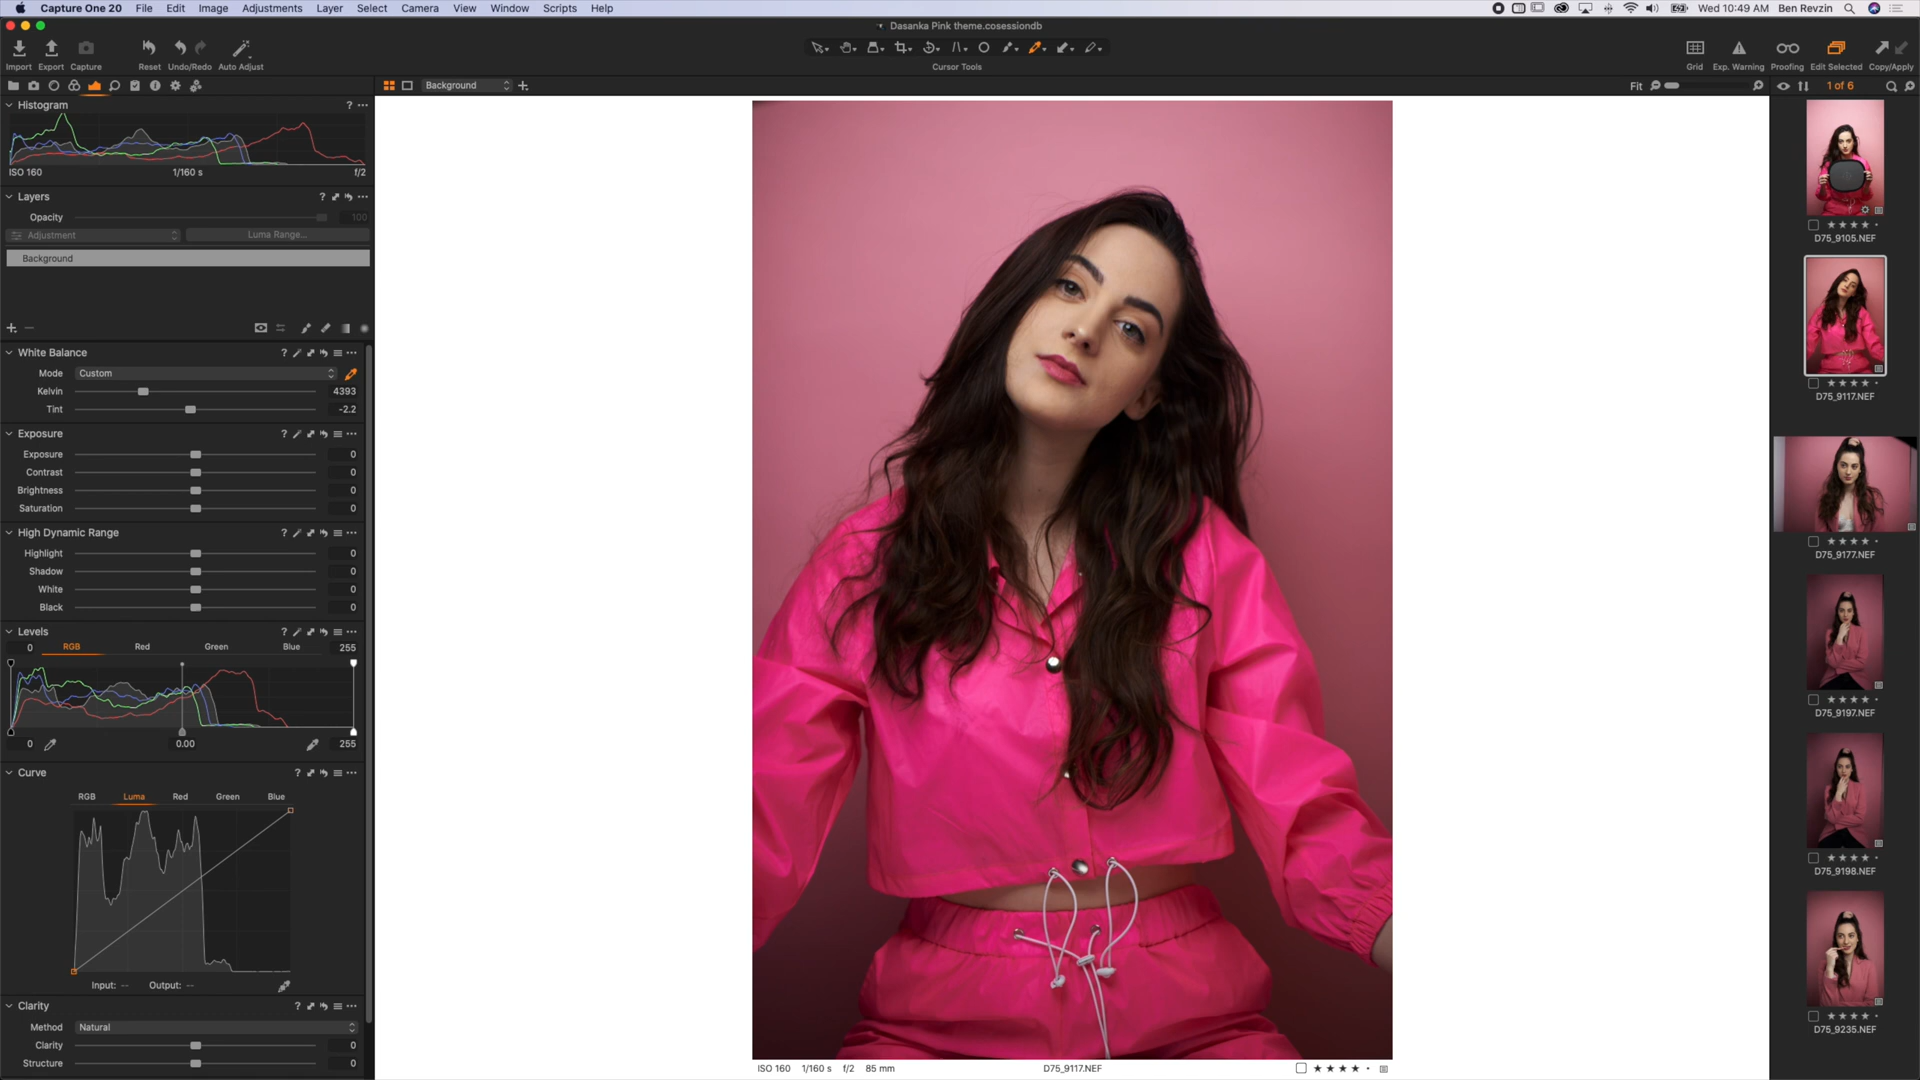 Capture One 20 File Edit Image Adjustments Layer Select Camera View Window Scripts Help
Wed 10:49 AM Ben Revzin
Dasanka Pink theme.cosessiondb
Import Export Capture Reset Undo/Redo Auto Adjust
Cursor Tools
Grid Exp. Warning Proofing Edit Selected Copy/Apply
Background
Fit
1 of 6
Histogram ?
ISO 160 1/160 s f/2
Layers ?
Opacity 100
Adjustment Luma Range...
Background
White Balance ?
Mode Custom
Kelvin 4393
Tint -2.2
Exposure ?
Exposure 0
Contrast 0
Brightness 0
Saturation 0
High Dynamic Range ?
Highlight 0
Shadow 0
White 0
Black 0
Levels ?
0 RGB Red Green Blue 255
0 0.00 255
Curve ?
RGB Luma Red Green Blue
Input: -- Output: --
Clarity ?
Method Natural
Clarity 0
Structure 0
ISO 160 1/160 s f/2 85 mm
D75_9117.NEF
D75_9105.NEF
D75_9117.NEF
D75_9177.NEF
D75_9197.NEF
D75_9198.NEF
D75_9235.NEF